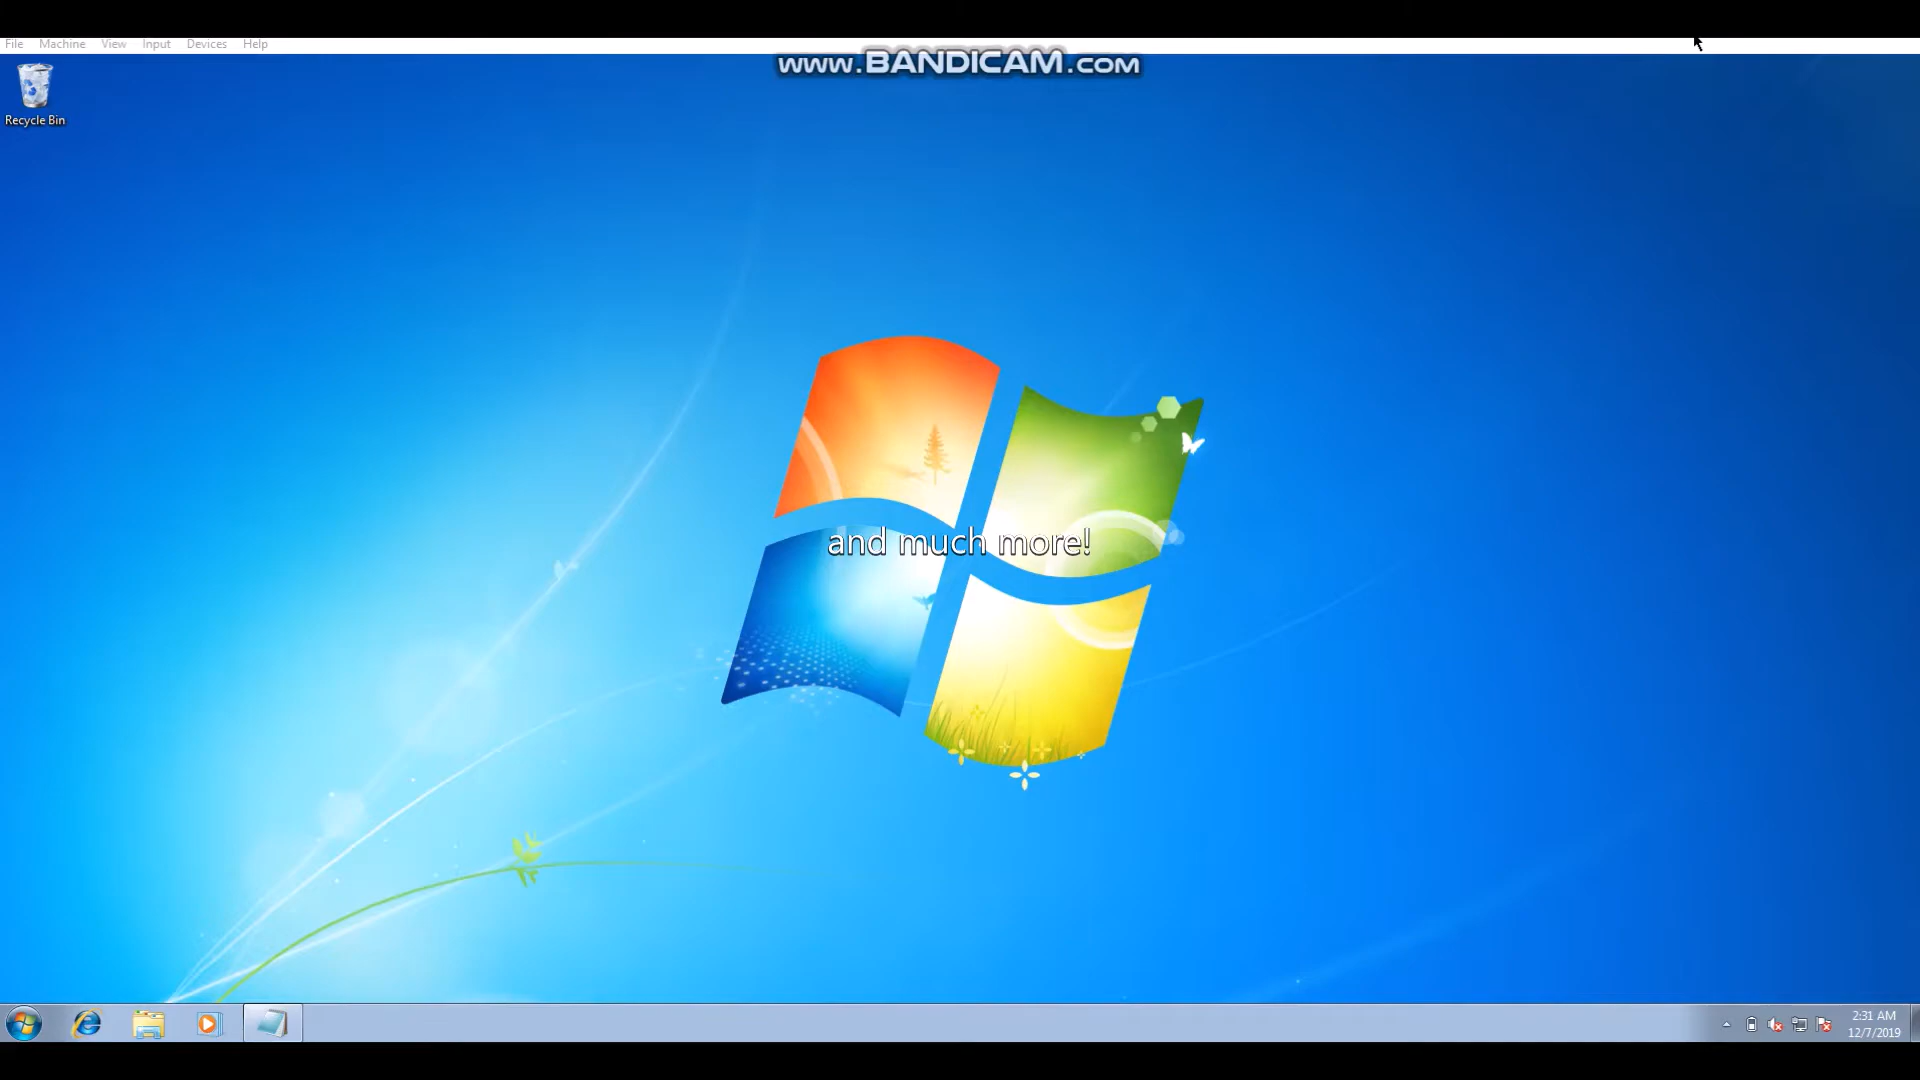 File Machine View Input Devices Help
www.BANDICAM.COM
Recycle Bin
and much more!
2:31 AM
12/7/2019